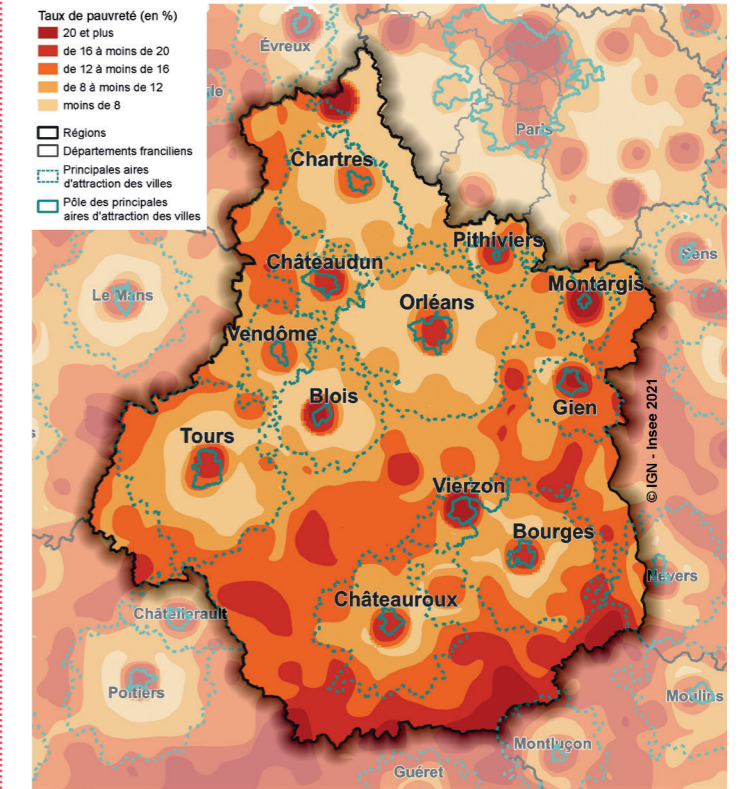 Taux de pauvreté (en %)
20 et plus
de 16 à moins de 20
de 12 à moins de 16
de 8 à moins de 12
moins de 8
Régions
Départements franciliens
Principales aires
d'attraction des villes
Pôle des principales
aires d'attraction des villes
Évreux
Paris
Chartres
Pithiviers
Sens
Châteaudun
Montargis
Le Mans
Orléans
Vendôme
Blois
Gien
Tours
© IGN - Insee 2021
Vierzon
Bourges
Nevers
Châteauroux
Châtellerault
Poitiers
Moulins
Montluçon
Guéret